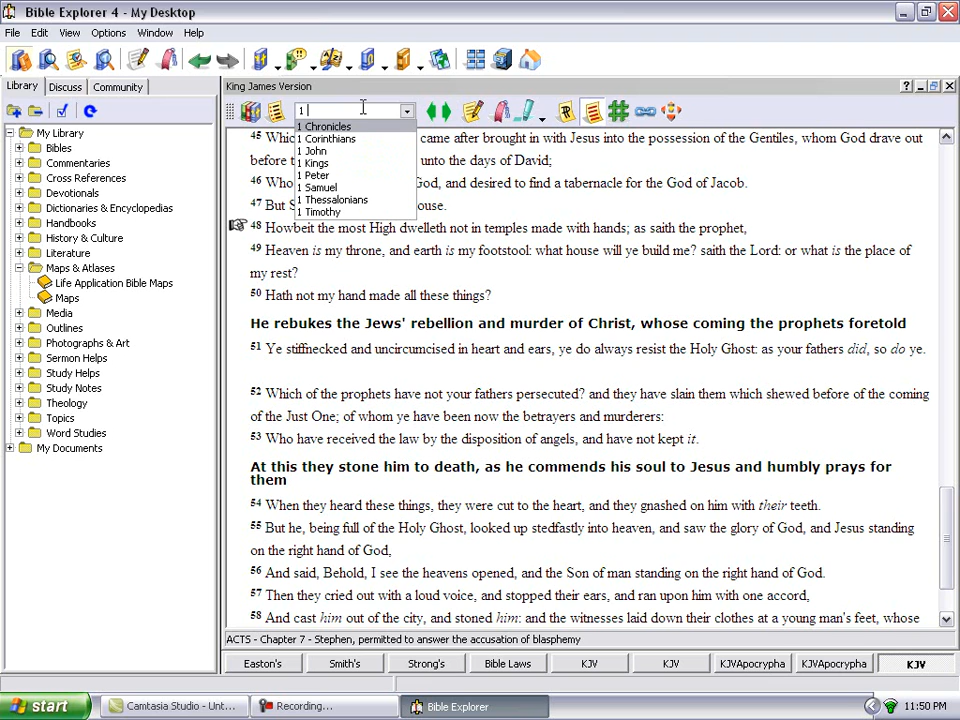 Bible Explorer 4 - My Desktop
File Edit View Options Window Help
Library Discuss Community
King James Version
1
My Library
Bibles
Commentaries
Cross References
Devotionals
Dictionaries & Encyclopedias
Handbooks
History & Culture
Literature
Maps & Atlases
Life Application Bible Maps
Maps
Media
Outlines
Photographs & Art
Sermon Helps
Study Helps
Study Notes
Theology
Topics
Word Studies
My Documents
1 Chronicles
1 Corinthians
1 John
1 Kings
1 Peter
1 Samuel
1 Thessalonians
1 Timothy
45 Whic came after brought in with Jesus into the possession of the Gentiles, whom God drave out
before t unto the days of David;
46 Who God, and desired to find a tabernacle for the God of Jacob.
47 But S ouse.
48 Howbeit the most High dwelleth not in temples made with hands; as saith the prophet,
49 Heaven is my throne, and earth is my footstool: what house will ye build me? saith the Lord: or what is the place of
my rest?
50 Hath not my hand made all these things?
He rebukes the Jews' rebellion and murder of Christ, whose coming the prophets foretold
51 Ye stiffnecked and uncircumcised in heart and ears, ye do always resist the Holy Ghost: as your fathers did, so do ye.
52 Which of the prophets have not your fathers persecuted? and they have slain them which shewed before of the coming
of the Just One; of whom ye have been now the betrayers and murderers:
53 Who have received the law by the disposition of angels, and have not kept it.
At this they stone him to death, as he commends his soul to Jesus and humbly prays for
them
54 When they heard these things, they were cut to the heart, and they gnashed on him with their teeth.
55 But he, being full of the Holy Ghost, looked up stedfastly into heaven, and saw the glory of God, and Jesus standing
on the right hand of God,
56 And said, Behold, I see the heavens opened, and the Son of man standing on the right hand of God.
57 Then they cried out with a loud voice, and stopped their ears, and ran upon him with one accord,
58 And cast him out of the city, and stoned him: and the witnesses laid down their clothes at a young man's feet, whose
ACTS - Chapter 7 - Stephen, permitted to answer the accusation of blasphemy
Easton's Smith's Strong's Bible Laws KJV KJV KJVApocrypha KJVApocrypha KJV
start Camtasia Studio - Unt... Recording... Bible Explorer 11:50 PM